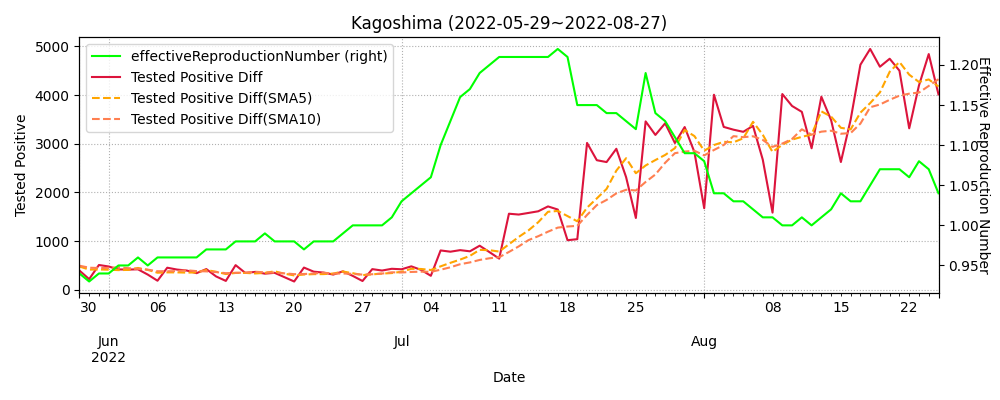 Kagoshima (2022-05-29~2022-08-27)
effectiveReproductionNumber (right)
Tested Positive Diff
Tested Positive Diff(SMA5)
Tested Positive Diff(SMA10)
Tested Positive
5000
4000
3000
2000
1000
0
Effective Reproduction Number
1.20
1.15
1.10
1.05
1.00
0.95
30 06 13 20 27 04 11 18 25 08 15 22
Jun Jul Aug
2022
Date